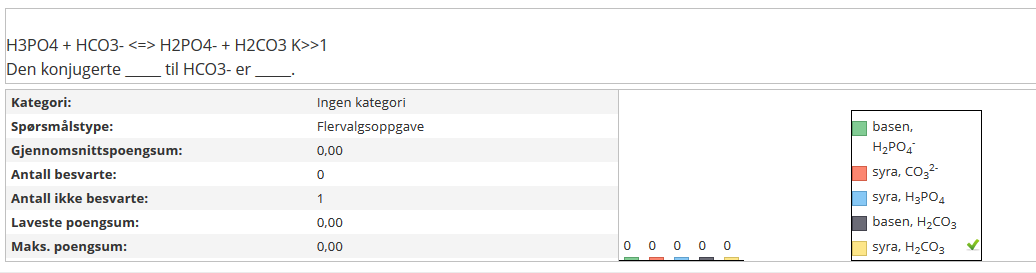 H3PO4 + HCO3- <=> H2PO4- + H2CO3 K>>1
Den konjugerte _____ til HCO3- er _____.
Kategori: Ingen kategori
Spørsmålstype: Flervalgsoppgave
Gjennomsnittspoengsum: 0,00
Antall besvarte: 0
Antall ikke besvarte: 1
Laveste poengsum: 0,00
Maks. poengsum: 0,00
0 0 0 0 0
basen,
H₂PO₄⁻
syra, CO₃²⁻
syra, H₃PO₄
basen, H₂CO₃
syra, H₂CO₃